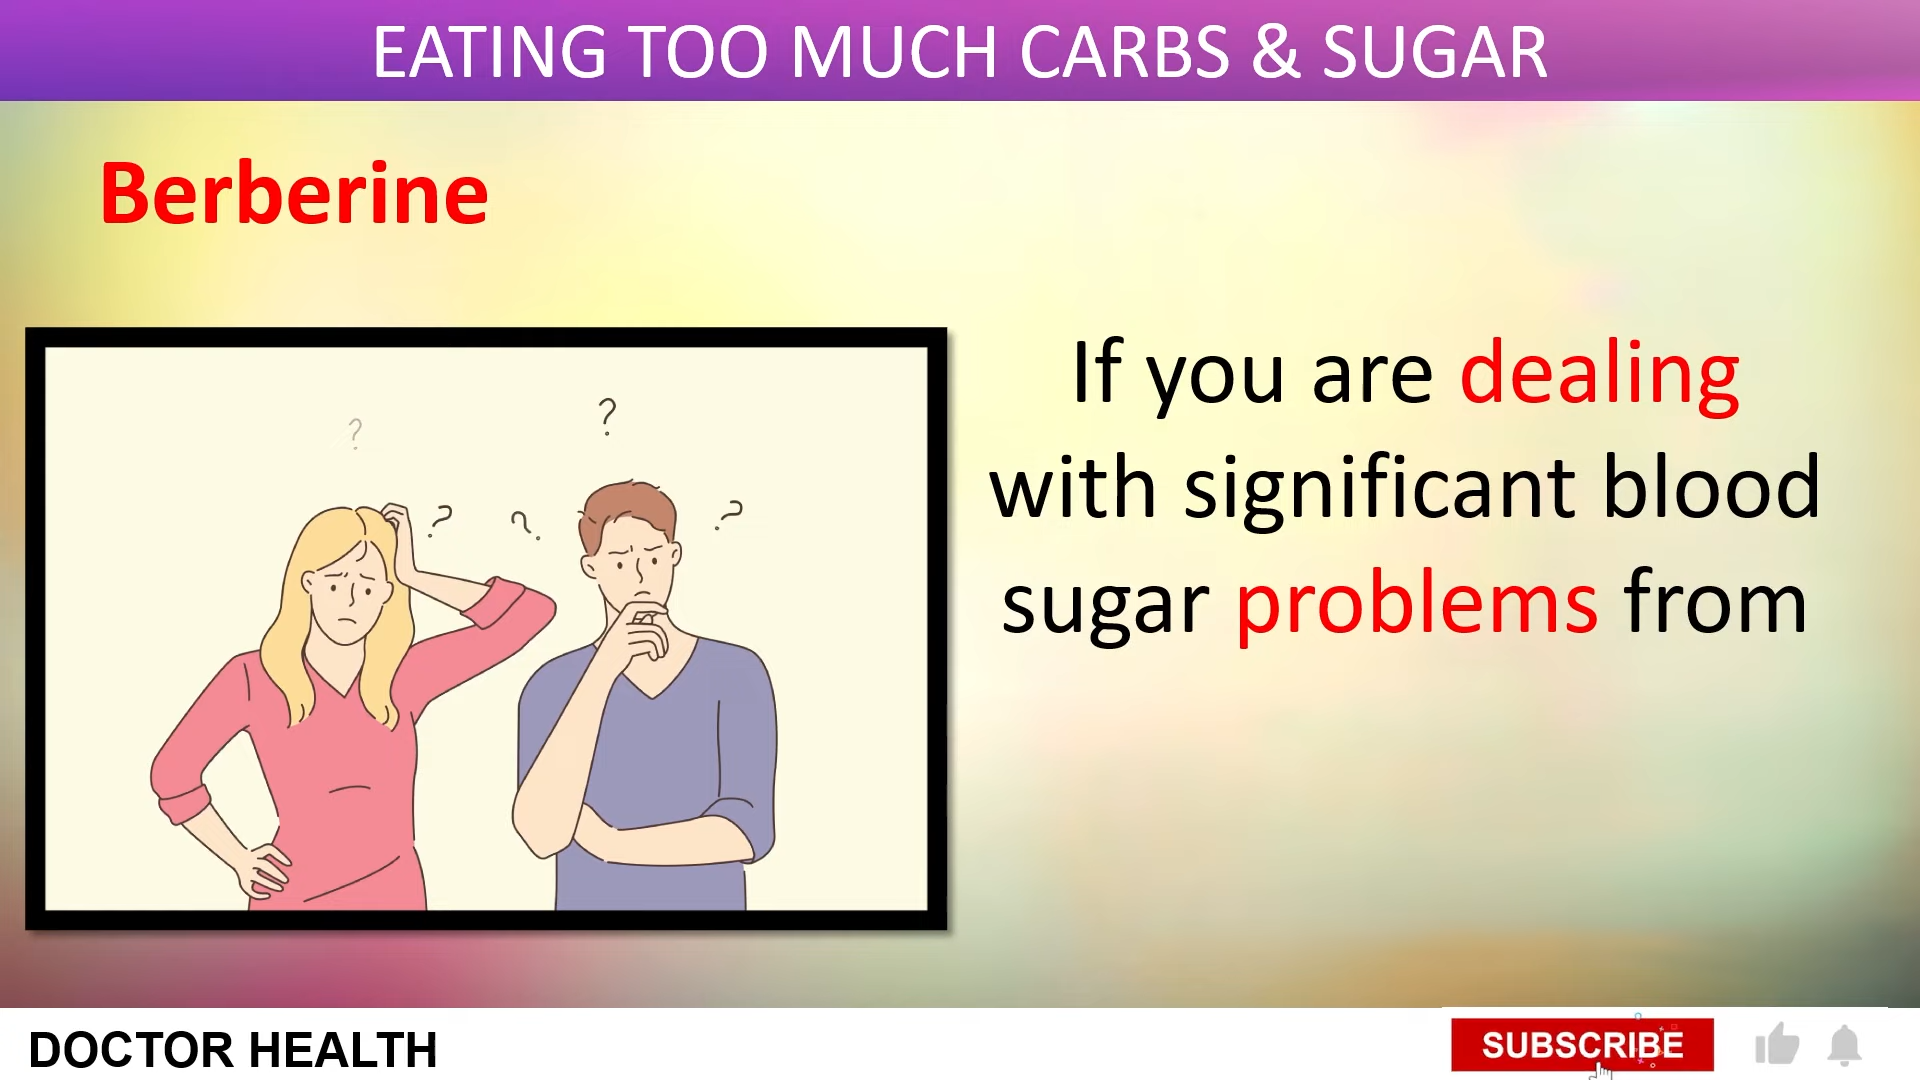 EATING TOO MUCH CARBS & SUGAR
Berberine
? ? ? ? ?
If you are dealing
with significant blood
sugar problems from
DOCTOR HEALTH
SUBSCRIBE